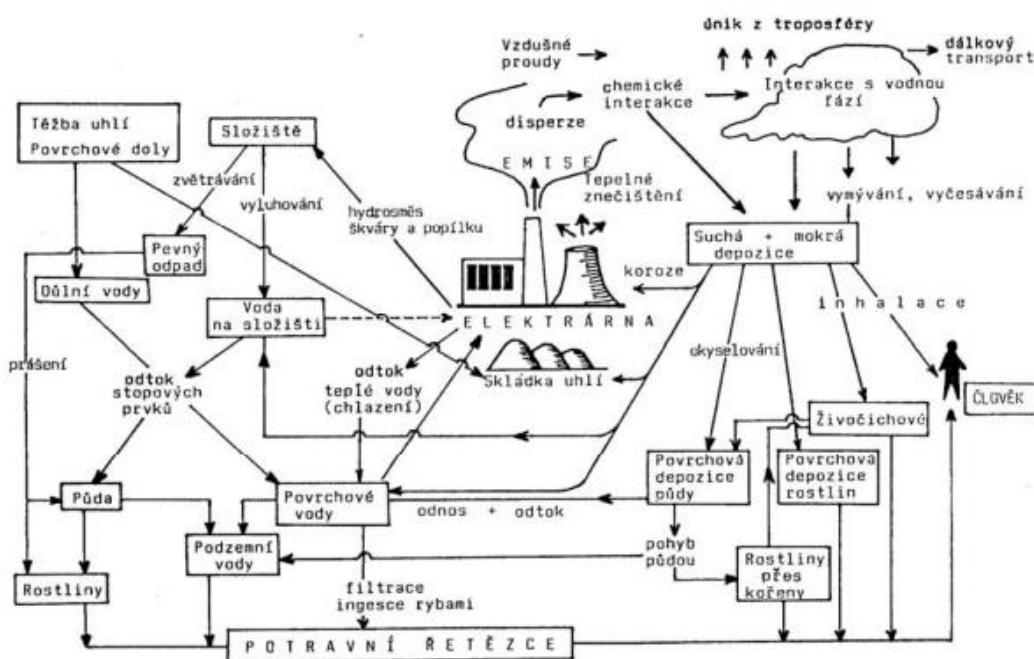 únik z troposféry
Vzdušné
proudy
dálkový
transport
chemické
interakce
Interakce s vodnou
fází
disperze
Těžba uhlí
Povrchové doly
Složiště
EMISE
Tepelné
znečištění
zvětrávání
vyluhování
hydrosměs
škváry a popílku
vymývání, vyčesávání
Suchá + mokrá
depozice
Pevný
odpad
Důlní vody
koroze
inhalace
Voda
na složišti
ELEKTRÁRNA
okyselování
prášení
odtok
stopových
prvků
odtok
teplé vody
(chlazení)
Skládka uhlí
ČLOVĚK
Živočichové
Půda
Povrchové
vody
odnos + odtok
Povrchová
depozice
půdy
Povrchová
depozice
rostlin
Podzemní
vody
pohyb
půdou
Rostliny
Rostliny
přes
kořeny
filtrace
ingesce rybami
POTRAVNÍ ŘETĚZCE